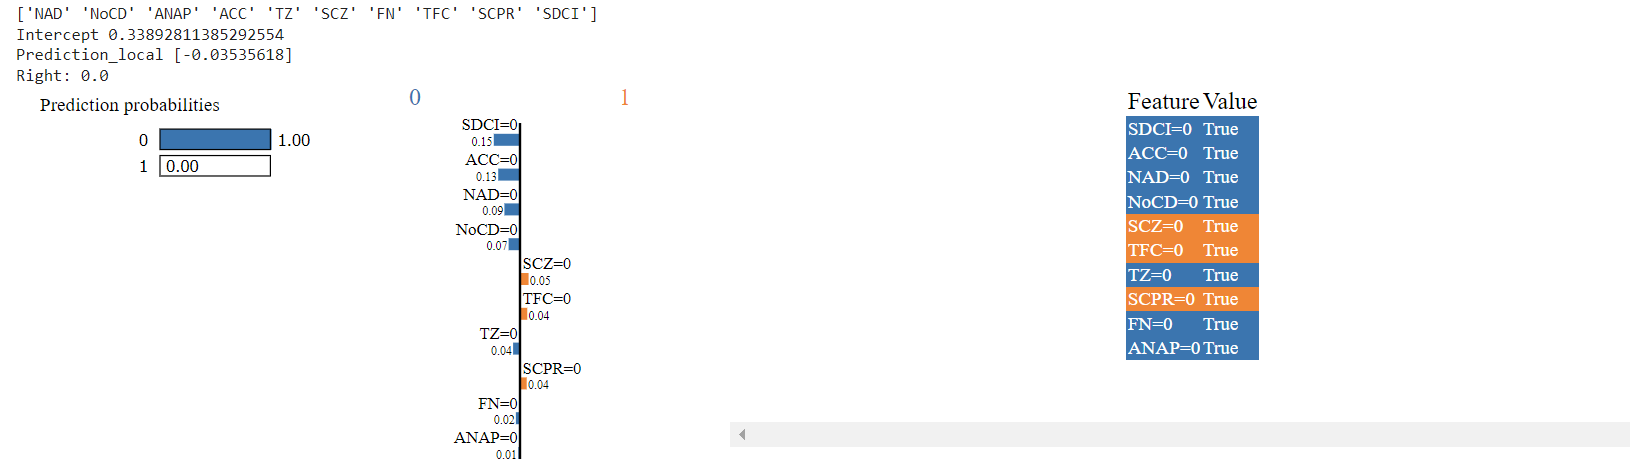 ['NAD' 'NoCD' 'ANAP' 'ACC' 'TZ' 'SCZ' 'FN' 'TFC' 'SCPR' 'SDCI']
Intercept 0.33892811385292554
Prediction_local [-0.03535618]
Right: 0.0
Prediction probabilities
0 1.00
1 0.00
0 1
SDCI=0
0.15
ACC=0
0.13
NAD=0
0.09
NoCD=0
0.07
SCZ=0
0.05
TFC=0
0.04
TZ=0
0.04
SCPR=0
0.04
FN=0
0.02
ANAP=0
0.01
Feature Value
SDCI=0 True
ACC=0 True
NAD=0 True
NoCD=0 True
SCZ=0 True
TFC=0 True
TZ=0 True
SCPR=0 True
FN=0 True
ANAP=0 True